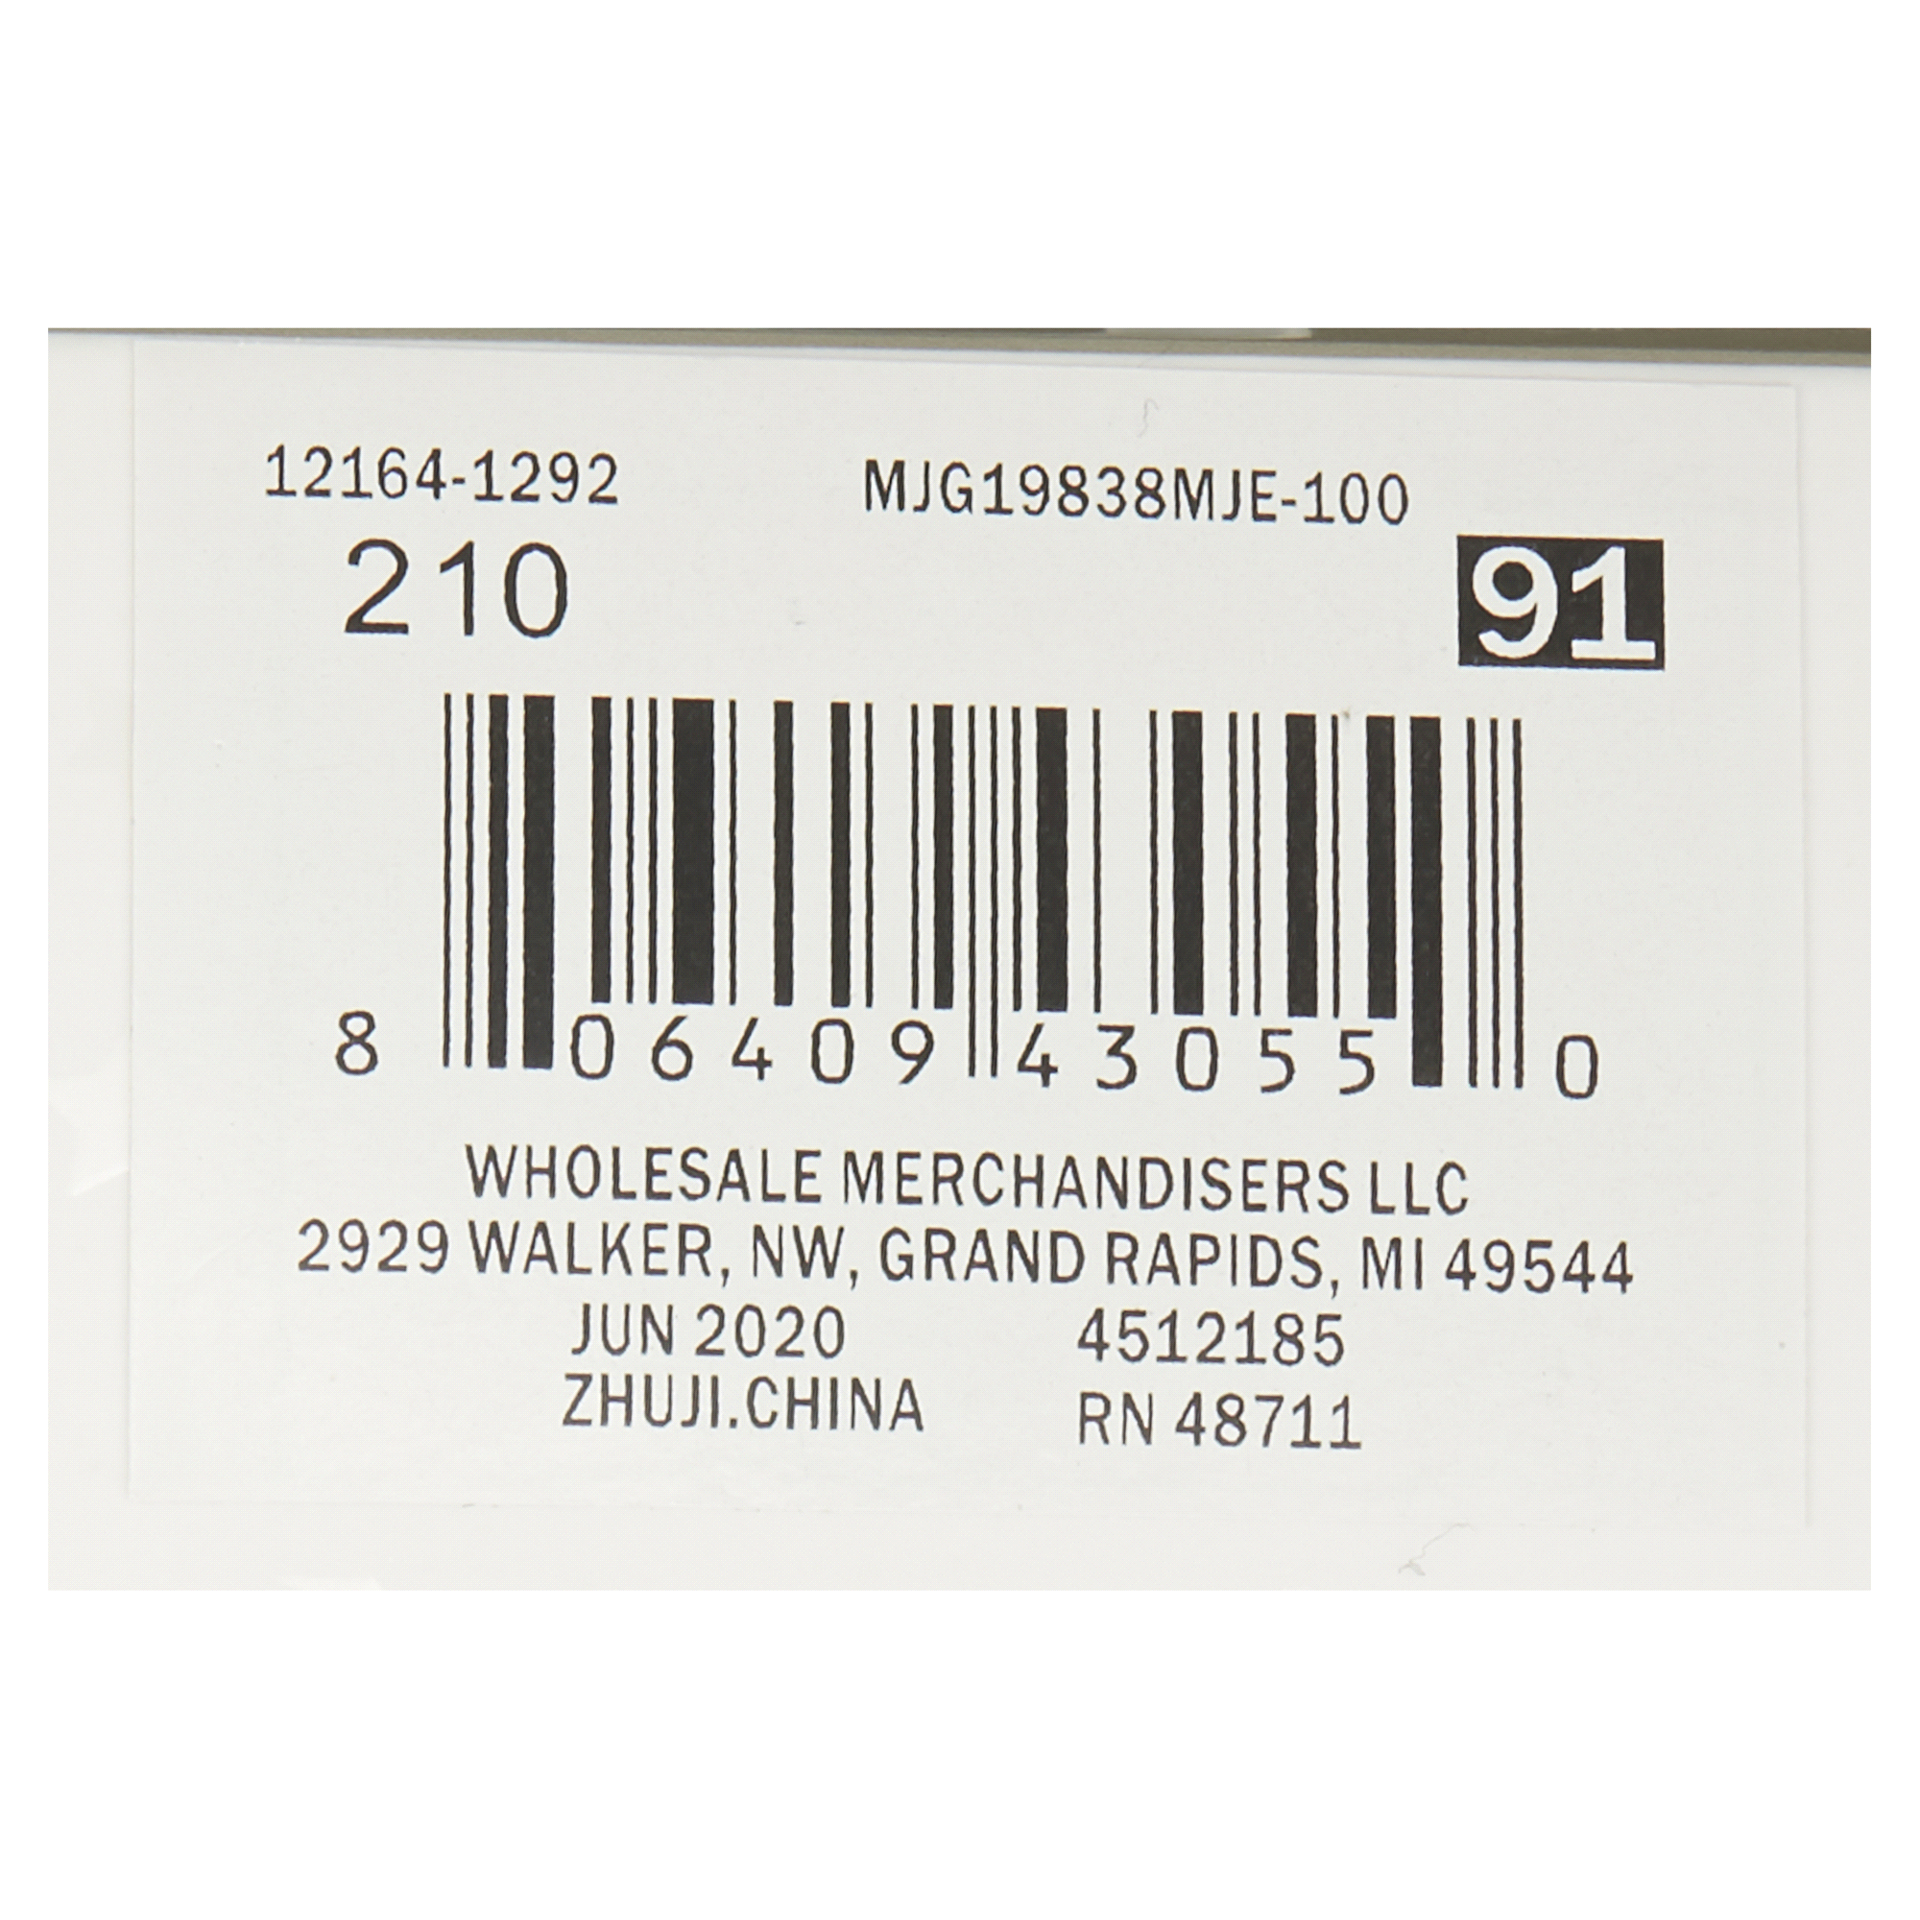 12164-1292 MJG19838MJE-100
210 91
8 06409 43055 0
WHOLESALE MERCHANDISERS LLC
2929 WALKER, NW, GRAND RAPIDS, MI 49544
JUN 2020 4512185
ZHUJI.CHINA RN 48711